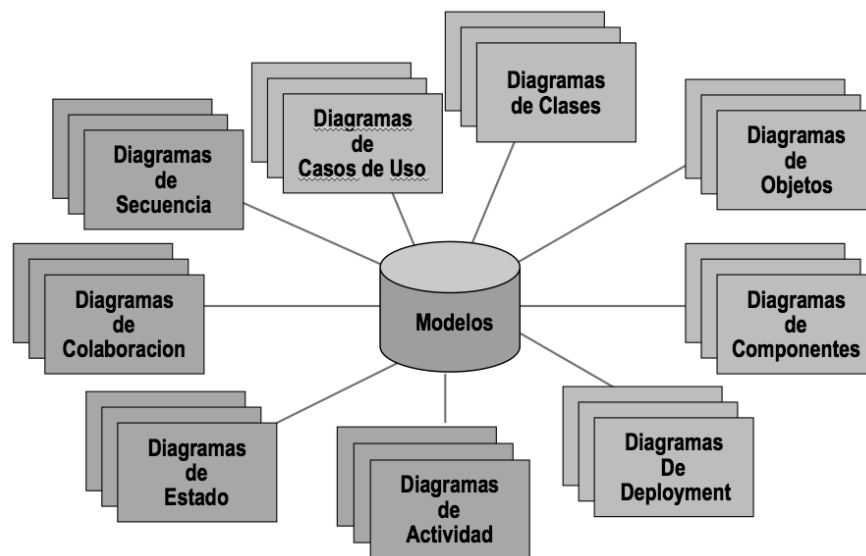 Diagramas
de Clases
Diagramas
de
Casos de Uso
Diagramas
de
Objetos
Diagramas
de
Secuencia
Diagramas
de
Colaboracion
Modelos
Diagramas
de
Componentes
Diagramas
de
Estado
Diagramas
de
Actividad
Diagramas
De
Deployment